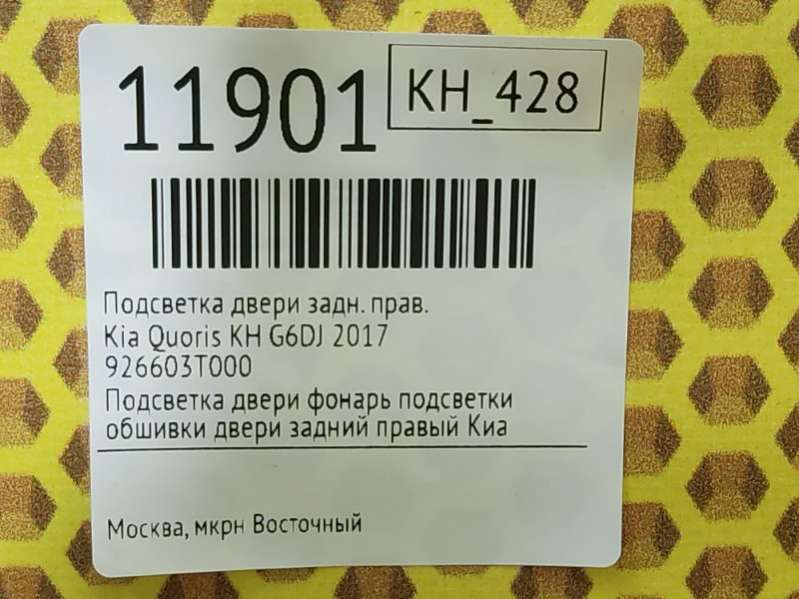 11901
KH_428
Подсветка двери задн. прав.
Kia Quoris KH G6DJ 2017
926603T000
Подсветка двери фонарь подсветки
обшивки двери задний правый Киа
Москва, мкрн Восточный